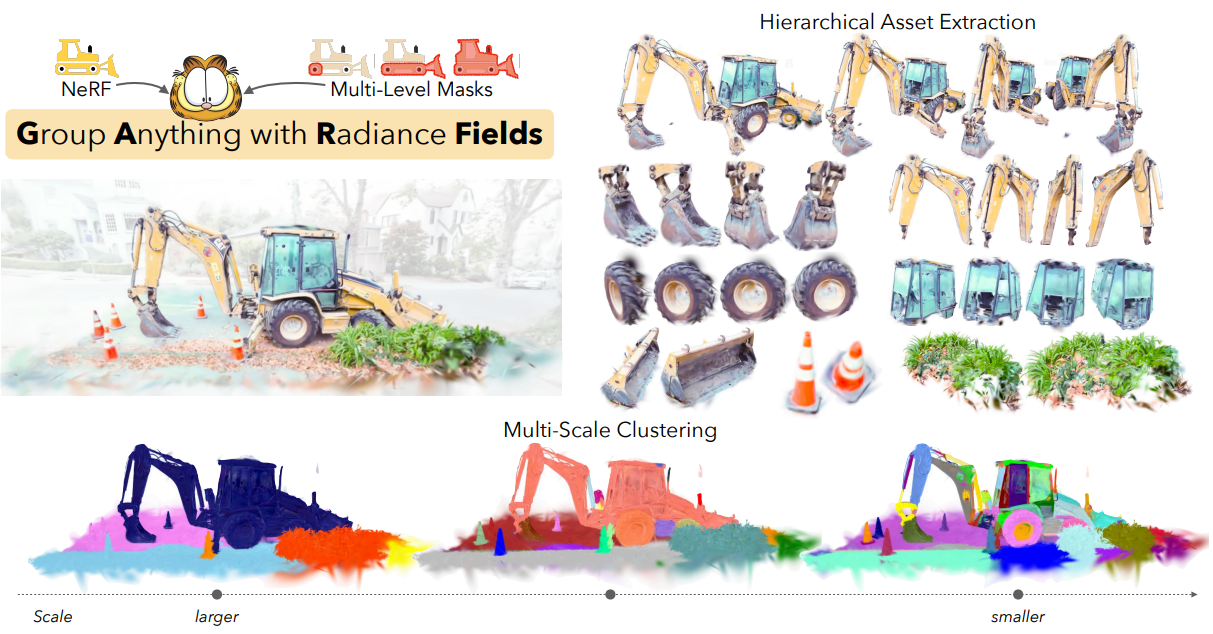 NeRF
Multi-Level Masks
Group Anything with Radiance Fields
Hierarchical Asset Extraction
Multi-Scale Clustering
Scale
larger
smaller